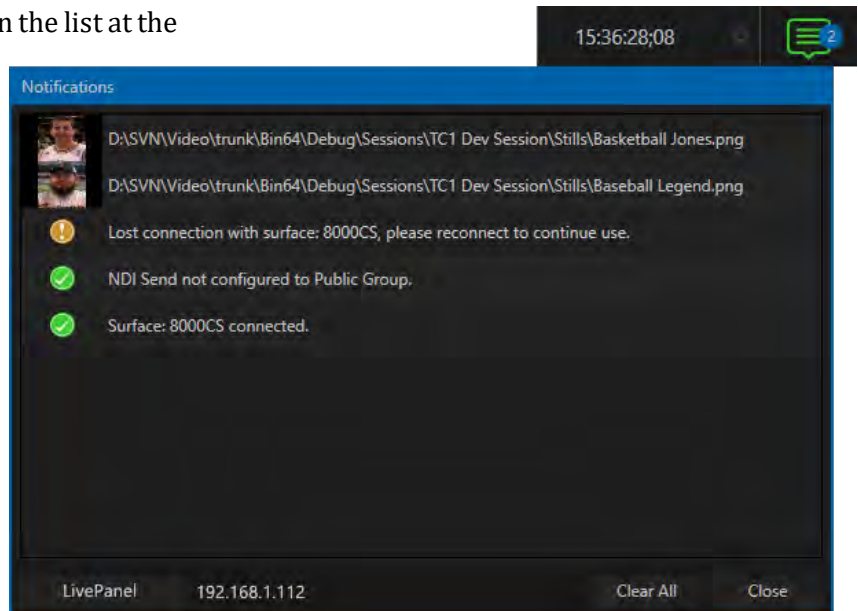 n the list at the
15:36:28;08
2
Notifications
D:\SVN\Video\trunk\Bin64\Debug\Sessions\TC1 Dev Session\Stills\Basketball Jones.png
D:\SVN\Video\trunk\Bin64\Debug\Sessions\TC1 Dev Session\Stills\Baseball Legend.png
Lost connection with surface: 8000CS, please reconnect to continue use.
NDI Send not configured to Public Group.
Surface: 8000CS connected.
LivePanel 192.168.1.112 Clear All Close